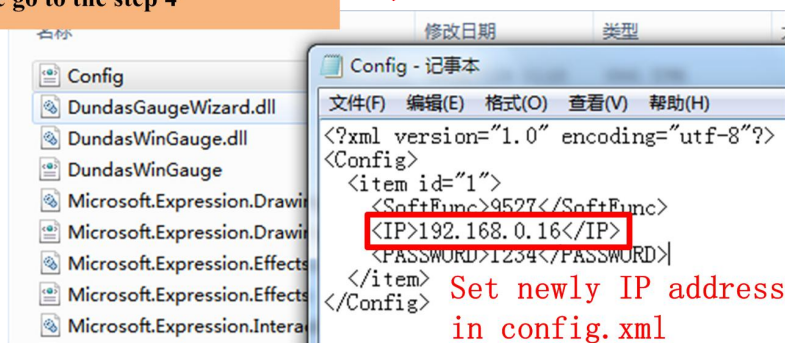 go to the step 4
名称
修改日期
类型
Config
DundasGaugeWizard.dll
DundasWinGauge.dll
DundasWinGauge
Microsoft.Expression.Drawin
Microsoft.Expression.Drawin
Microsoft.Expression.Effects
Microsoft.Expression.Effects
Microsoft.Expression.Intera
Config - 记事本
文件(F) 编辑(E) 格式(O) 查看(V) 帮助(H)
<?xml version="1.0" encoding="utf-8"?>
<Config>
<item id="1">
<SoftFunc>9527</SoftFunc>
<IP>192.168.0.16</IP>
<PASSWORD>1234</PASSWORD>
</item>
</Config>
Set newly IP address
in config.xml